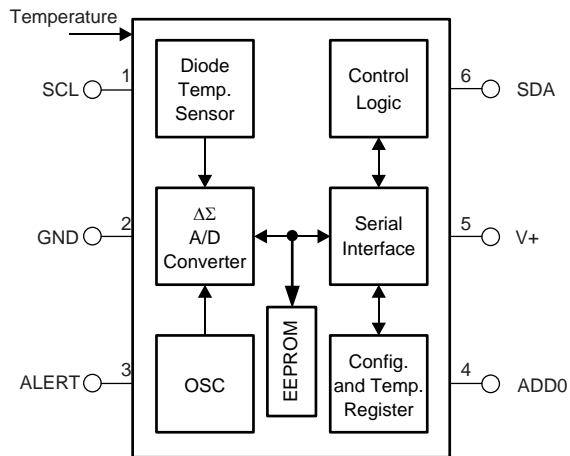 Temperature
1
SCL
Diode
Temp.
Sensor
Control
Logic
6
SDA
2
GND
ΔΣ
A/D
Converter
Serial
Interface
5
V+
EEPROM
3
ALERT
OSC
Config.
and Temp.
Register
4
ADD0